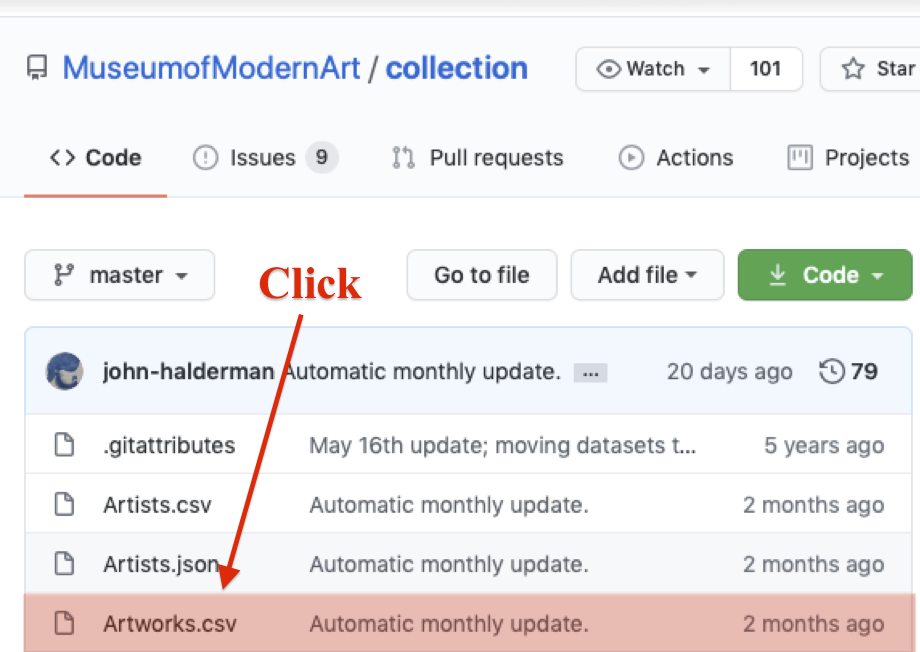 MuseumofModernArt / collection
Watch 101 Star
Code Issues 9 Pull requests Actions Projects
master Click Go to file Add file Code
john-halderman Automatic monthly update. ... 20 days ago 79
.gitattributes May 16th update; moving datasets t... 5 years ago
Artists.csv Automatic monthly update. 2 months ago
Artists.json Automatic monthly update. 2 months ago
Artworks.csv Automatic monthly update. 2 months ago